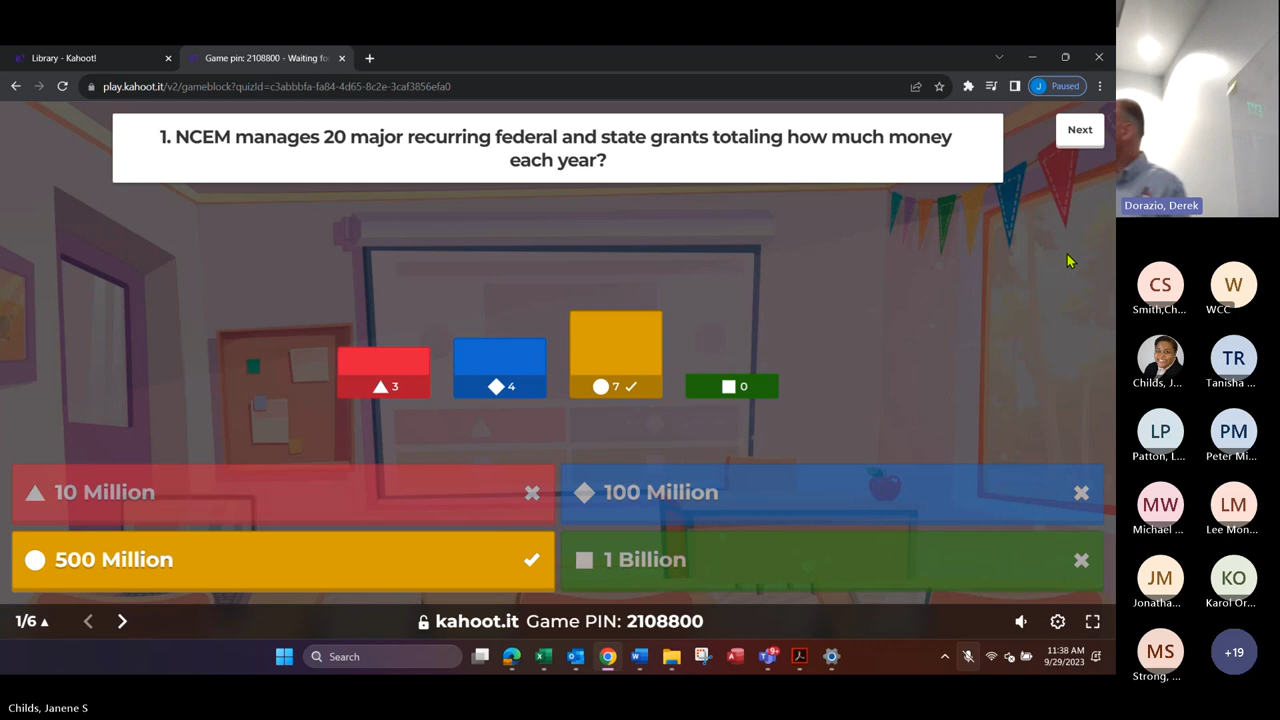 Library - Kahoot!
Game pin: 2108800 - Waiting fo
play.kahoot.it/v2/gameblock?quizId=c3abbbfa-fa84-4d65-8c2e-3caf3856efa0
J Paused
1. NCEM manages 20 major recurring federal and state grants totaling how much money
each year?
Next
3
4
7
0
10 Million
100 Million
500 Million
1 Billion
1/6
kahoot.it Game PIN: 2108800
Search
9+
11:38 AM
9/29/2023
Childs, Janene S
Dorazio, Derek
CS
Smith,Ch...
W
WCC
Childs, J...
TR
Tanisha ...
LP
Patton, L...
PM
Peter Mi...
MW
Michael ...
LM
Lee Mon...
JM
Jonatha...
KO
Karol Or...
MS
Strong, ...
+19